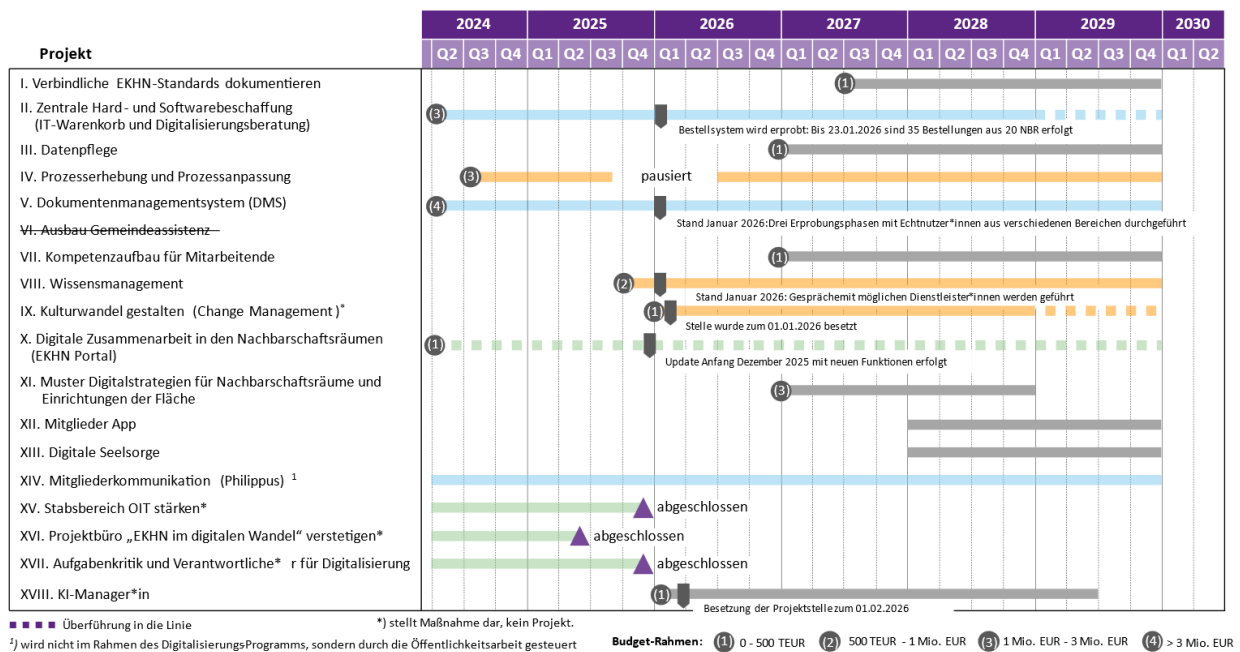 2024 2025 2026 2027 2028 2029 2030
Projekt
Q2 Q3 Q4 Q1 Q2 Q3 Q4 Q1 Q2 Q3 Q4 Q1 Q2 Q3 Q4 Q1 Q2 Q3 Q4 Q1 Q2 Q3 Q4 Q1 Q2
I. Verbindliche EKHN-Standards dokumentieren (1)
II. Zentrale Hard- und Softwarebeschaffung
(IT-Warenkorb und Digitalisierungsberatung) (3)
Bestellsystem wird erprobt: Bis 23.01.2026 sind 35 Bestellungen aus 20 NBR erfolgt
III. Datenpflege (1)
IV. Prozesserhebung und Prozessanpassung (3) pausiert
V. Dokumentenmanagementsystem (DMS) (4)
Stand Januar 2026:Drei Erprobungsphasen mit Echtnutzer*innen aus verschiedenen Bereichen durchgeführt
VI. Ausbau Gemeindeassistenz
VII. Kompetenzaufbau für Mitarbeitende (1)
VIII. Wissensmanagement (2)
Stand Januar 2026: Gesprächemit möglichen Dienstleister*innen werden geführt
IX. Kulturwandel gestalten (Change Management)* (1)
Stelle wurde zum 01.01.2026 besetzt
X. Digitale Zusammenarbeit in den Nachbarschaftsräumen
(EKHN Portal) (1)
Update Anfang Dezember 2025 mit neuen Funktionen erfolgt
XI. Muster Digitalstrategien für Nachbarschaftsräume und
Einrichtungen der Fläche (3)
XII. Mitglieder App
XIII. Digitale Seelsorge
XIV. Mitgliederkommunikation (Philippus) 1
XV. Stabsbereich OIT stärken* abgeschlossen
XVI. Projektbüro „EKHN im digitalen Wandel“ verstetigen* abgeschlossen
XVII. Aufgabenkritik und Verantwortliche* r für Digitalisierung abgeschlossen
XVIII. KI-Manager*in (1)
Besetzung der Projektstelle zum 01.02.2026
Überführung in die Linie
*) stellt Maßnahme dar, kein Projekt.
1) wird nicht im Rahmen des DigitalisierungsProgramms, sondern durch die Öffentlichkeitsarbeit gesteuert
Budget-Rahmen: (1) 0 - 500 TEUR (2) 500 TEUR - 1 Mio. EUR (3) 1 Mio. EUR - 3 Mio. EUR (4) > 3 Mio. EUR